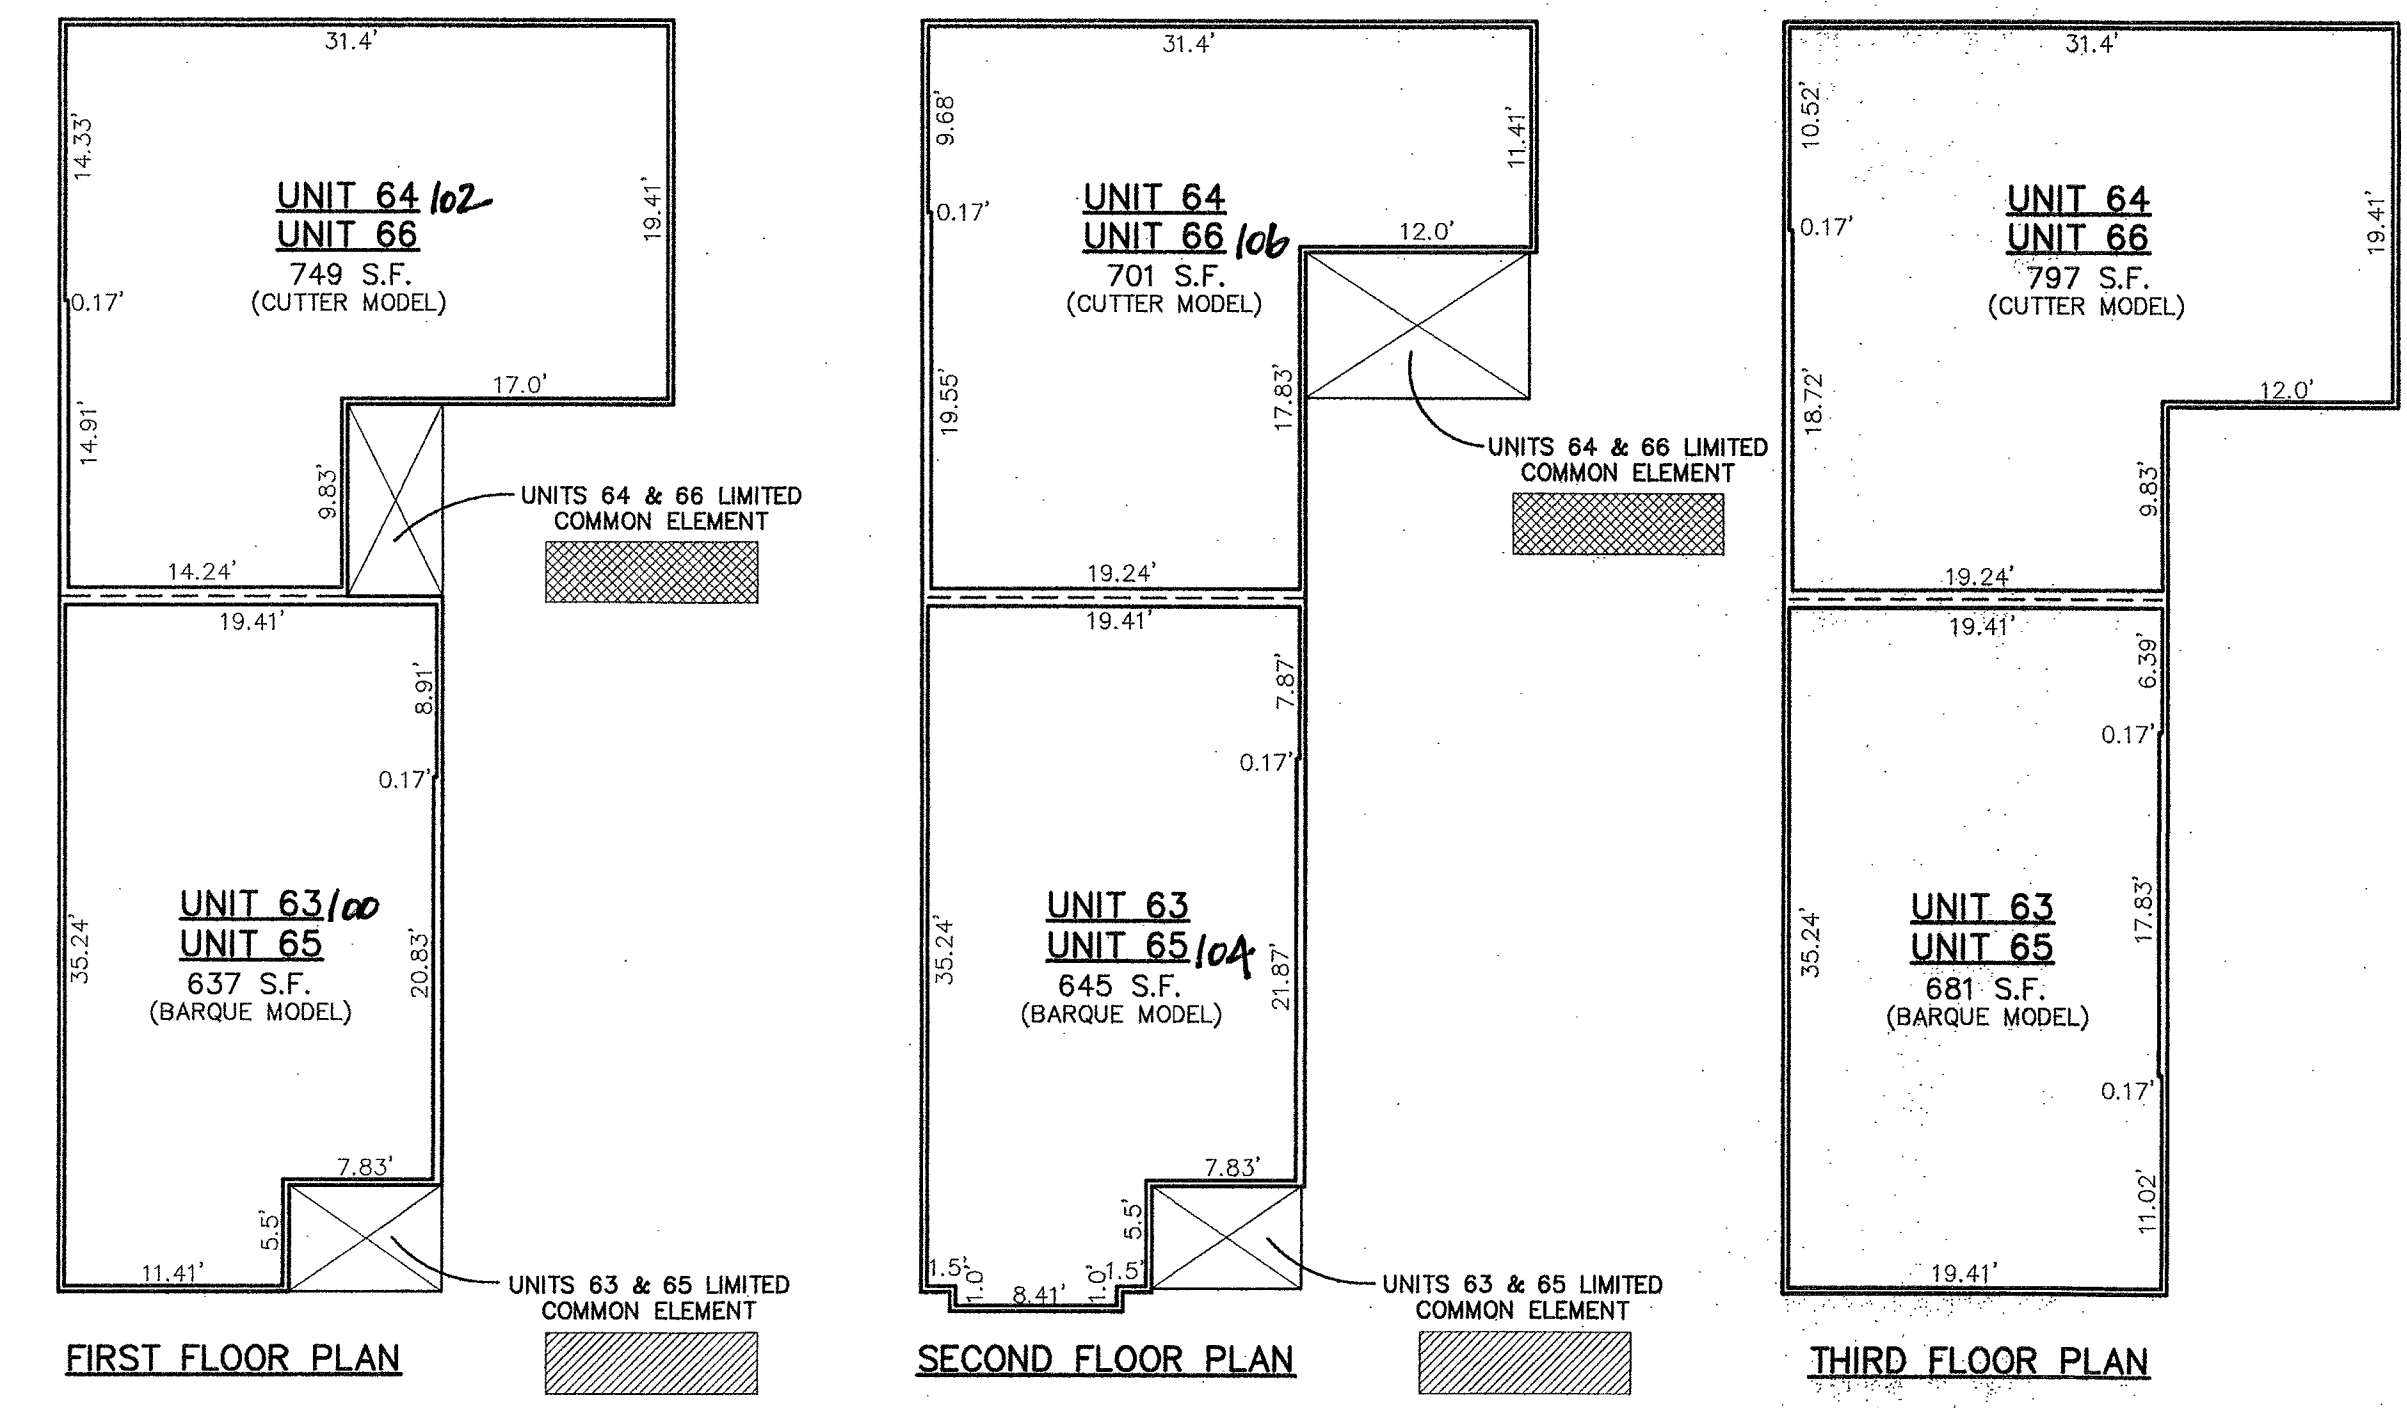 31.4'
14.33'
UNIT 64 102
UNIT 66
749 S.F.
(CUTTER MODEL)
19.41'
0.17'
17.0'
14.91'
9.83'
UNITS 64 & 66 LIMITED
COMMON ELEMENT
14.24'
19.41'
8.91'
0.17'
UNIT 63 100
UNIT 65
637 S.F.
(BARQUE MODEL)
35.24'
20.83'
7.83'
5.5'
11.41'
UNITS 63 & 65 LIMITED
COMMON ELEMENT
FIRST FLOOR PLAN
31.4'
9.68'
11.41'
UNIT 64
UNIT 66 106
701 S.F.
(CUTTER MODEL)
0.17'
12.0'
19.55'
17.83'
UNITS 64 & 66 LIMITED
COMMON ELEMENT
19.24'
19.41'
7.87'
0.17'
UNIT 63
UNIT 65 104
645 S.F.
(BARQUE MODEL)
35.24'
21.87'
7.83'
5.5'
1.5'
1.0'
8.41'
1.0'
1.5'
UNITS 63 & 65 LIMITED
COMMON ELEMENT
SECOND FLOOR PLAN
31.4'
10.52'
UNIT 64
UNIT 66
797 S.F.
(CUTTER MODEL)
19.41'
0.17'
12.0'
18.72'
9.83'
19.24'
19.41'
6.39'
0.17'
UNIT 63
UNIT 65
681 S.F.
(BARQUE MODEL)
35.24'
17.83'
0.17'
11.02'
19.41'
THIRD FLOOR PLAN